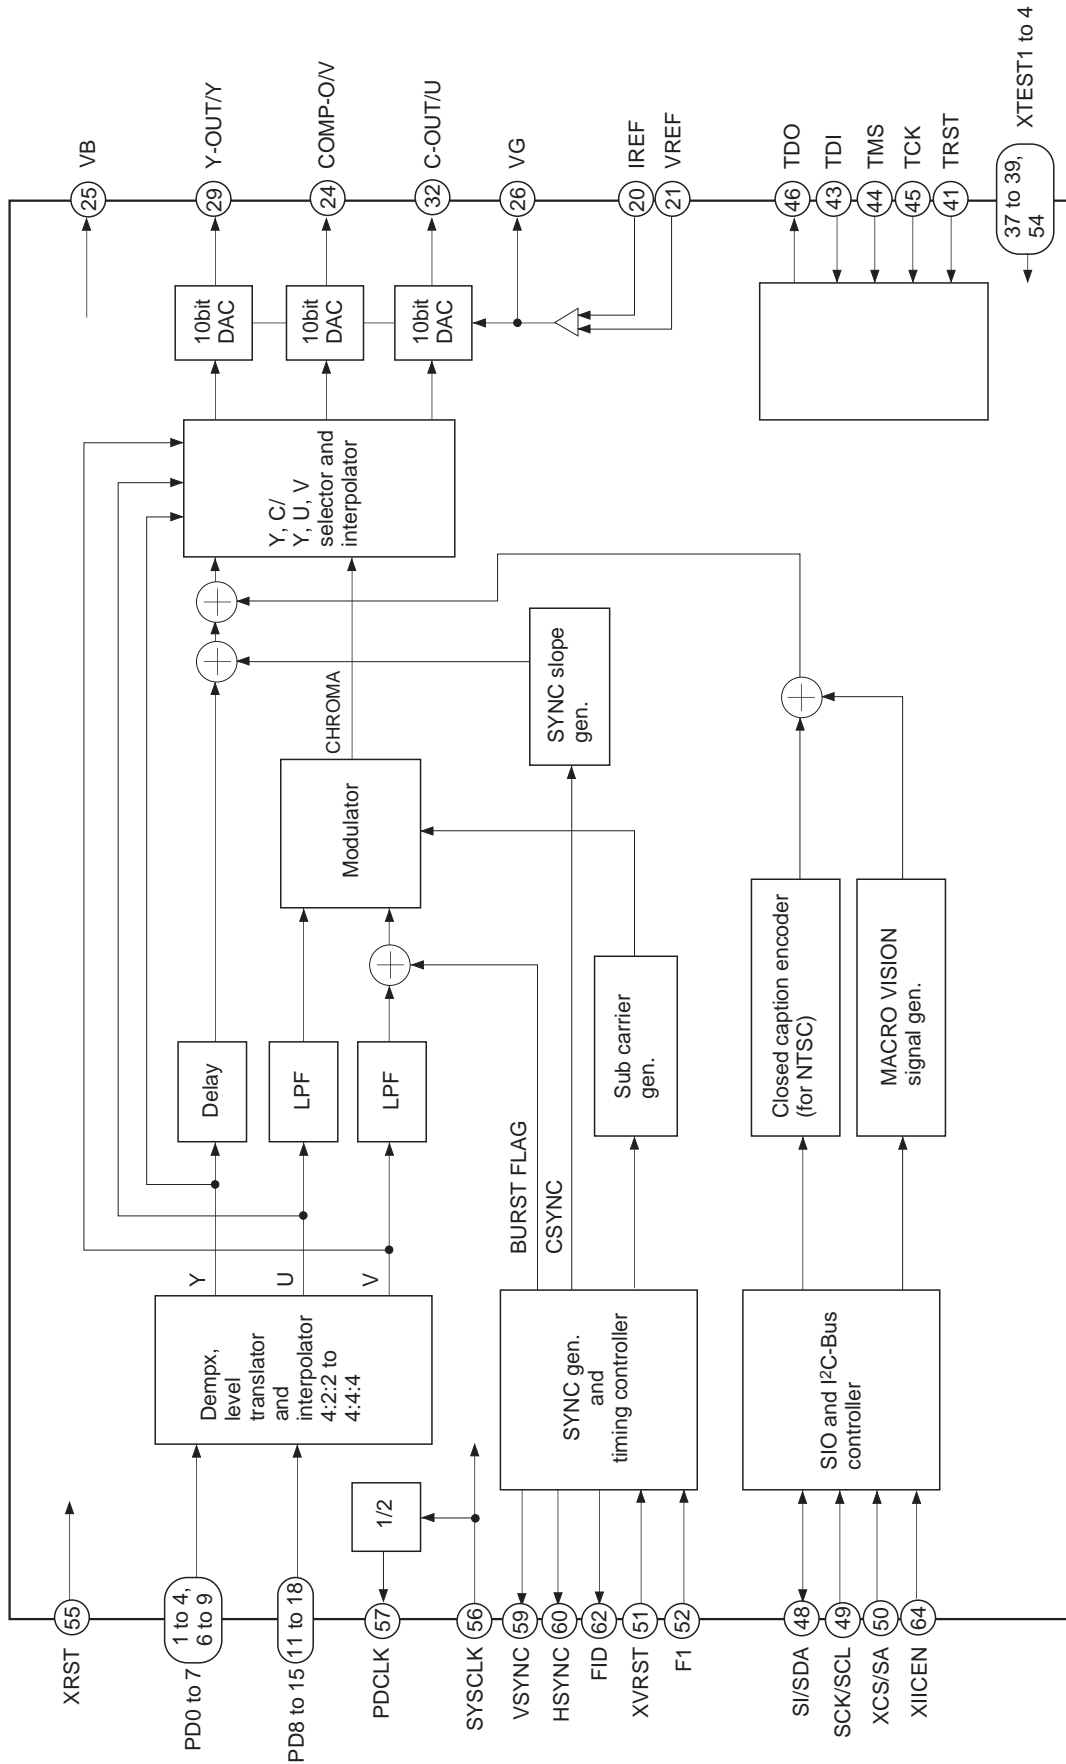 XRST
55
PD0 to 7
1 to 4,
6 to 9
PD8 to 15
11 to 18
PDCLK
57
SYSCLK
56
VSYNC
59
HSYNC
60
FID
62
XVRST
51
F1
52
SI/SDA
48
SCK/SCL
49
XCS/SA
50
XIICEN
64
Dempx,
level
translator
and
interpolator
4:2:2 to
4:4:4
1/2
SYNC gen.
and
timing controller
SIO and I²C-Bus
controller
Y
U
V
BURST FLAG
CSYNC
Delay
LPF
LPF
Sub carrier
gen.
Closed caption encoder
(for NTSC)
MACRO VISION
signal gen.
Modulator
CHROMA
SYNC slope
gen.
Y, C/
Y, U, V
selector and
interpolator
10bit
DAC
10bit
DAC
10bit
DAC
25
VB
29
Y-OUT/Y
24
COMP-O/V
32
C-OUT/U
26
VG
20
IREF
21
VREF
46
TDO
43
TDI
44
TMS
45
TCK
41
TRST
37 to 39,
54
XTEST1 to 4